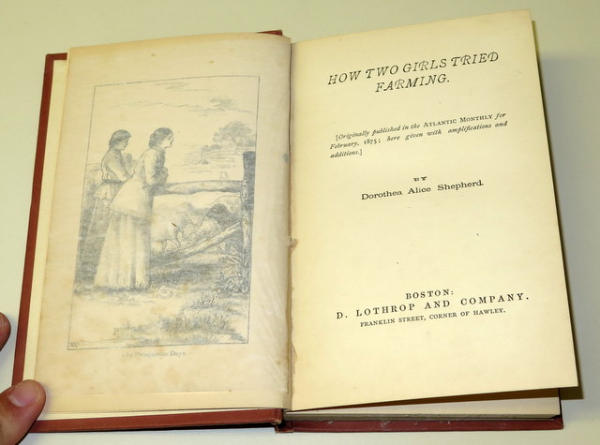 HOW TWO GIRLS TRIED
FARMING.
[Originally published in the ATLANTIC MONTHLY for
February, 1875; here given with amplifications and
additions.]
BY
Dorothea Alice Shepherd.
BOSTON:
D. LOTHROP AND COMPANY.
FRANKLIN STREET, CORNER OF HAWLEY.